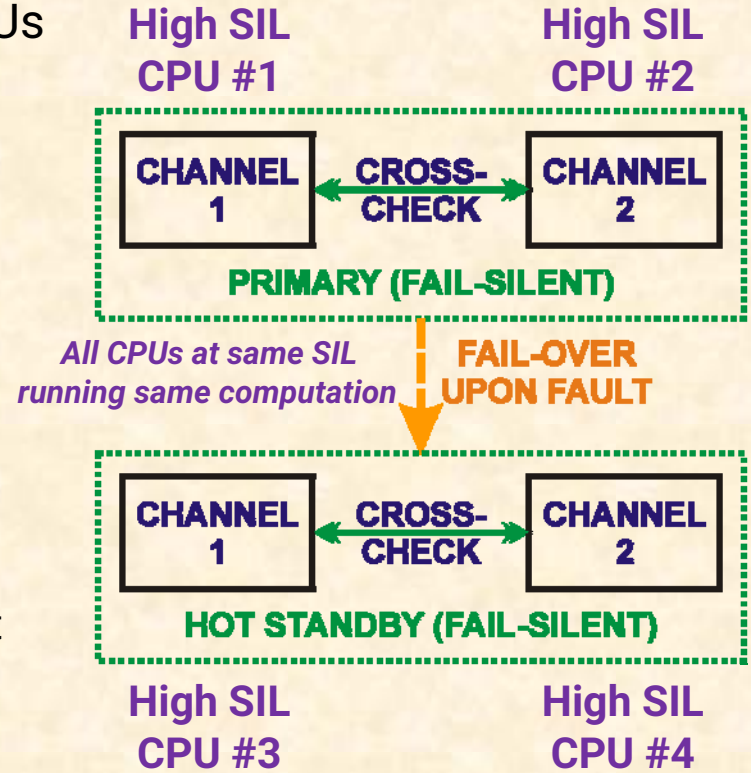 Us
High SIL
CPU #1
High SIL
CPU #2
CHANNEL
1
CROSS-
CHECK
CHANNEL
2
PRIMARY (FAIL-SILENT)
All CPUs at same SIL
running same computation
FAIL-OVER
UPON FAULT
CHANNEL
1
CROSS-
CHECK
CHANNEL
2
HOT STANDBY (FAIL-SILENT)
High SIL
CPU #3
High SIL
CPU #4